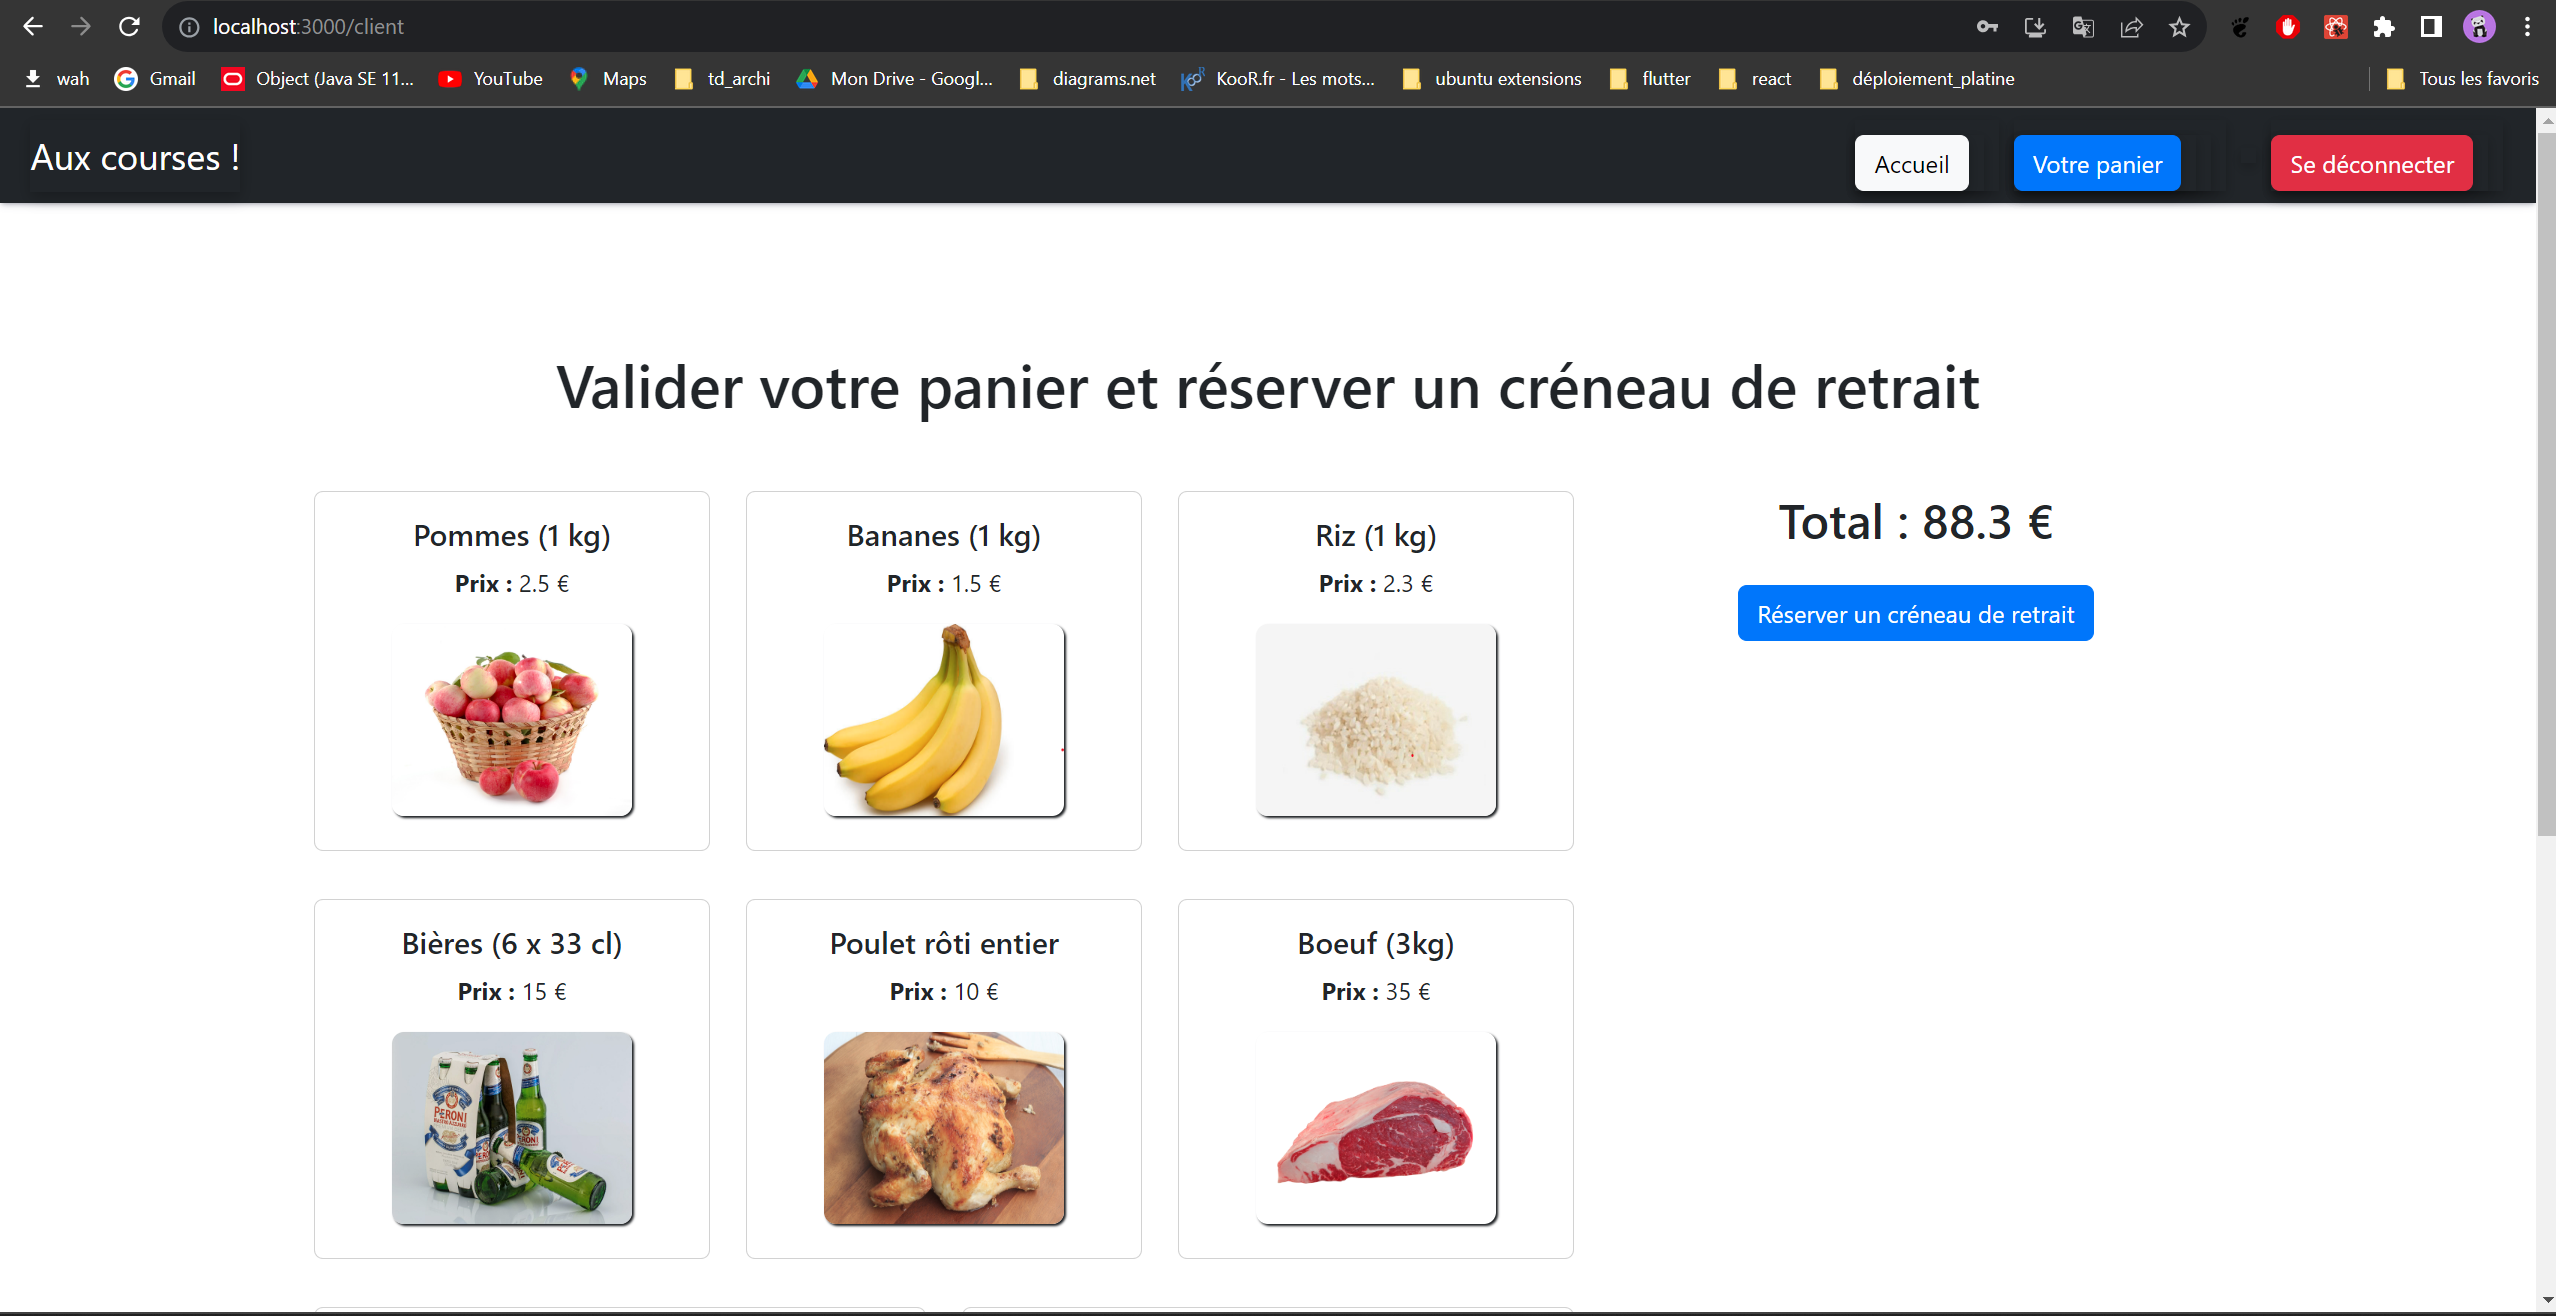 localhost:3000/client
wah
Gmail
Object (Java SE 11...
YouTube
Maps
td_archi
Mon Drive - Googl...
diagrams.net
KooR.fr - Les mots...
ubuntu extensions
flutter
react
déploiement_platine
Tous les favoris
Aux courses !
Accueil
Votre panier
Se déconnecter
Valider votre panier et réserver un créneau de retrait
Pommes (1 kg)
Prix : 2.5 €
Bananes (1 kg)
Prix : 1.5 €
Riz (1 kg)
Prix : 2.3 €
Total : 88.3 €
Réserver un créneau de retrait
Bières (6 x 33 cl)
Prix : 15 €
PERONI
PERONI
Poulet rôti entier
Prix : 10 €
Boeuf (3kg)
Prix : 35 €